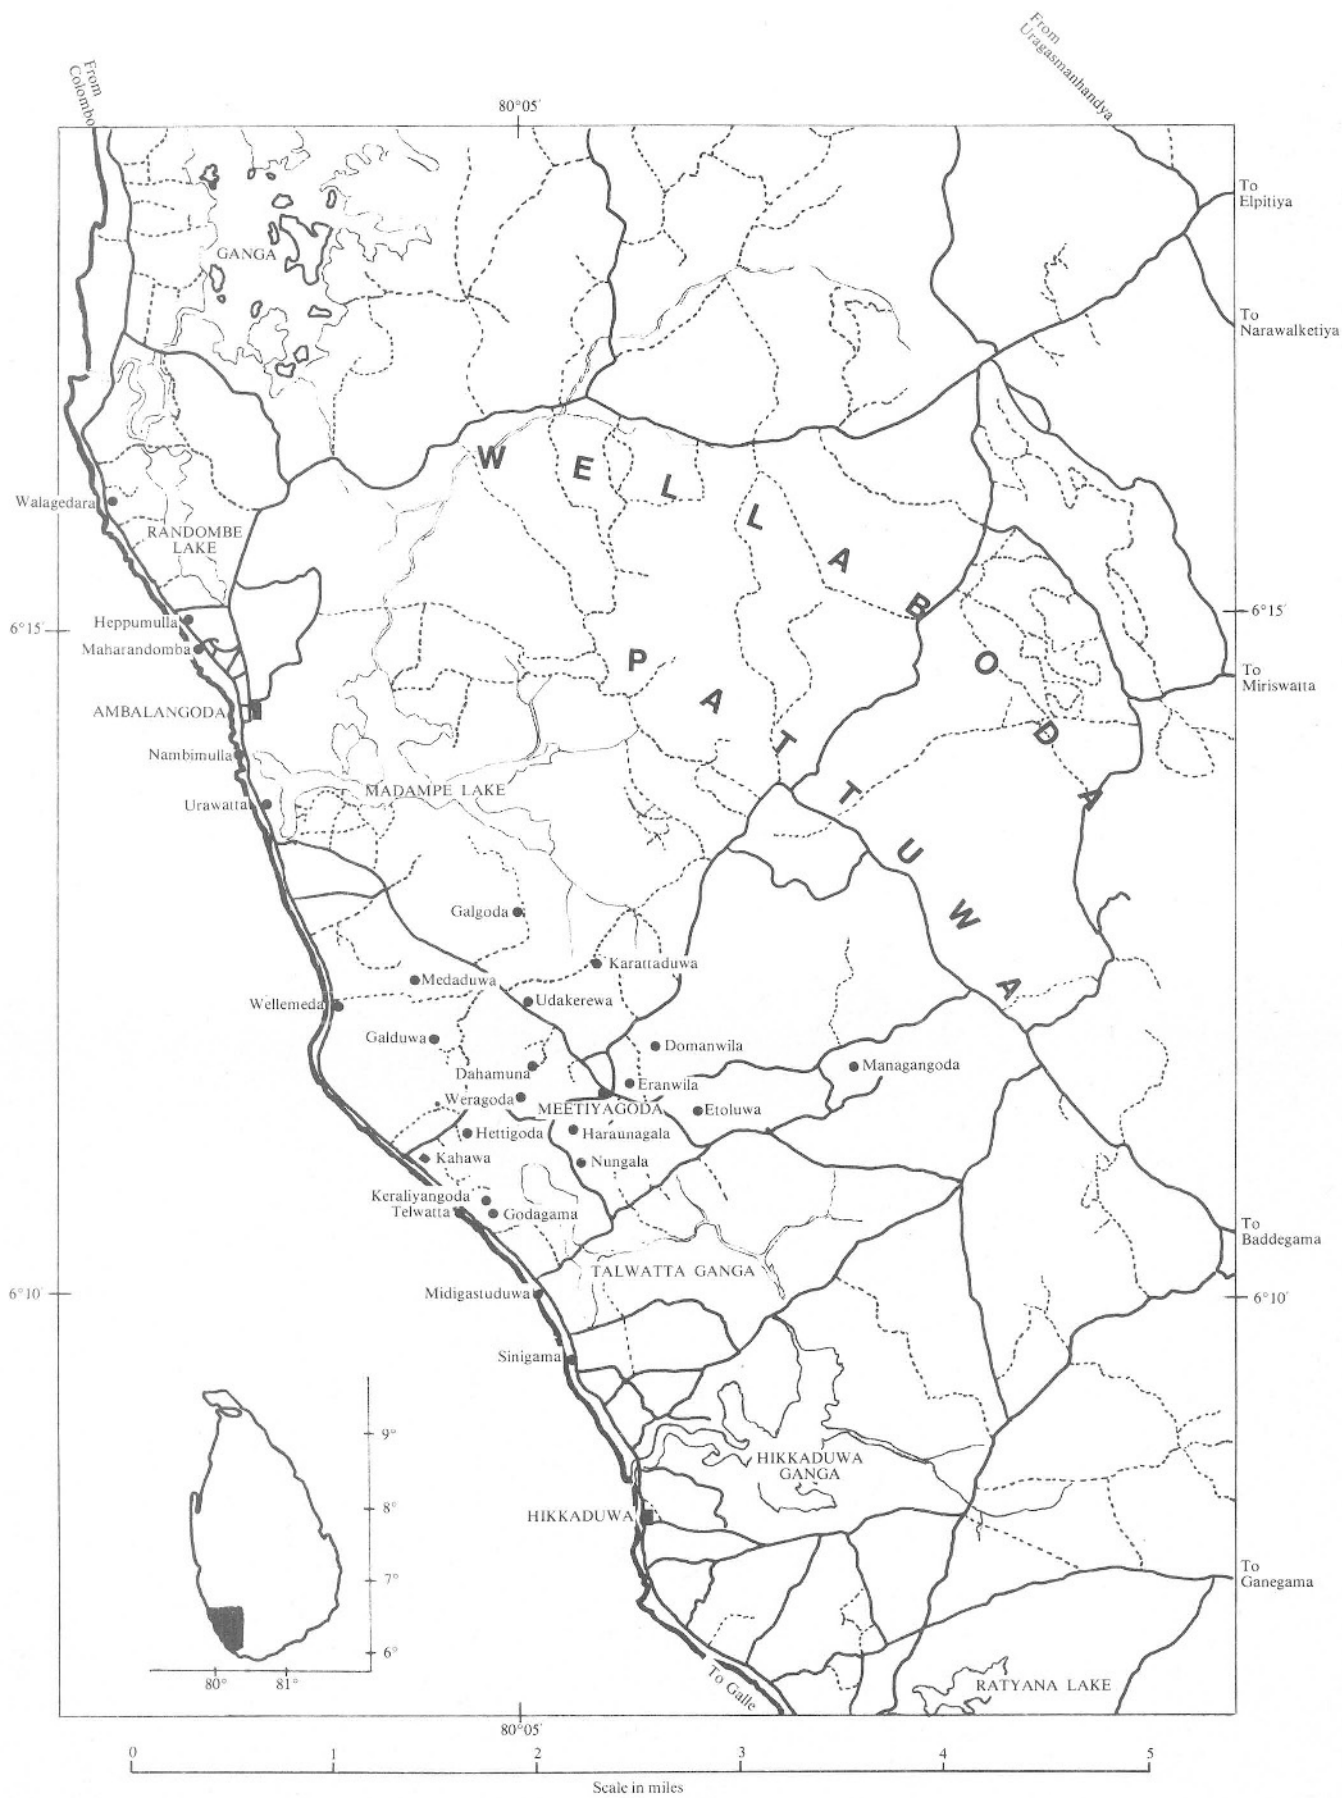 From
Colombo
From
Uragasmanhandya
80°05′
To
Elpitiya
GANGA
To
Narawalketiya
WELLABODA
Walagedara
RANDOMBE
LAKE
6°15′
6°15′
Heppumulla
Maharandomba
PATTUWA
To
Miriswatta
AMBALANGODA
Nambimulla
MADAMPE LAKE
Urawatta
Galgoda
Karattaduwa
Medaduwa
Wellemeda
Udakerewa
Galduwa
Domanwila
Dahamuna
Managangoda
Eranwila
Weragoda
MEETIYAGODA
Etoluwa
Hettigoda
Haraunagala
Kahawa
Nungala
Keraliyangoda
Telwatta
Godagama
To
Baddegama
TALWATTA GANGA
6°10′
Midigastuduwa
6°10′
Sinigama
9°
HIKKADUWA
GANGA
8°
HIKKADUWA
7°
To
Ganegama
6°
80°
81°
To Galle
RATYANA LAKE
80°05′
0 1 2 3 4 5
Scale in miles